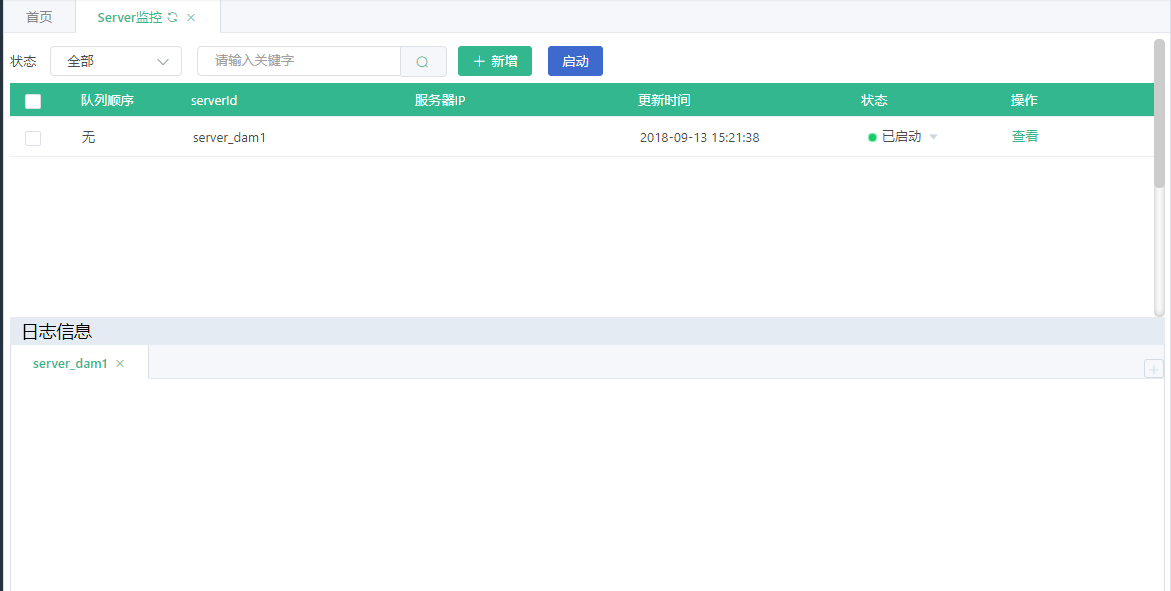 首页 Server监控
状态 全部 请输入关键字 新增 启动
队列顺序 serverId 服务器IP 更新时间 状态 操作
无 server_dam1 2018-09-13 15:21:38 已启动 查看
日志信息
server_dam1